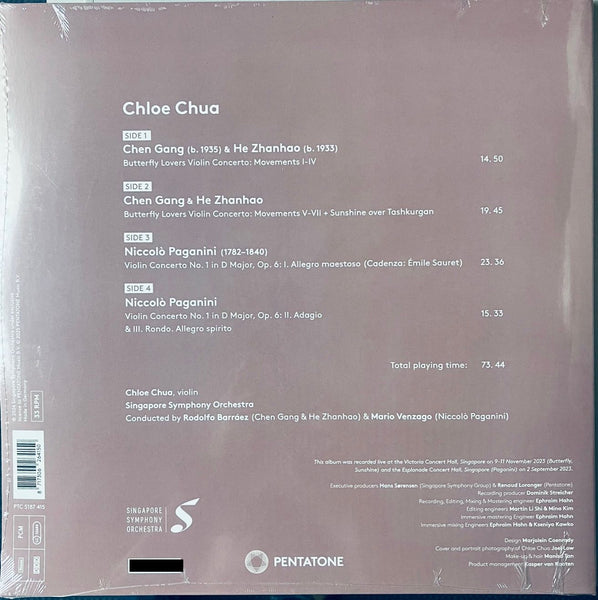 Chloe Chua
SIDE 1
Chen Gang (b. 1935) & He Zhanhao (b. 1933)
Butterfly Lovers Violin Concerto: Movements I-IV 14. 50
SIDE 2
Chen Gang & He Zhanhao
Butterfly Lovers Violin Concerto: Movements V-VII + Sunshine over Tashkurgan 19. 45
SIDE 3
Niccolò Paganini (1782–1840)
Violin Concerto No. 1 in D Major, Op. 6: I. Allegro maestoso (Cadenza: Émile Sauret) 23. 36
SIDE 4
Niccolò Paganini
Violin Concerto No. 1 in D Major, Op. 6: II. Adagio 15. 33
& III. Rondo. Allegro spirito
Total playing time: 73. 44
Chloe Chua, violin
Singapore Symphony Orchestra
Conducted by Rodolfo Barráez (Chen Gang & He Zhanhao) & Mario Venzago (Niccolò Paganini)
This album was recorded live at the Victoria Concert Hall, Singapore on 9-11 November 2023 (Butterfly,
Sunshine) and the Esplanade Concert Hall, Singapore (Paganini) on 2 September 2023.
Executive producers Hans Sørensen (Singapore Symphony Group) & Renaud Loranger (Pentatone)
Recording producer Dominik Streicher
Recording, Editing, Mixing & Mastering engineer Ephraim Hahn
Editing engineers Martin Li Shi & Nino Kim
Immersive mastering Engineer Ephraim Hahn
Immersive mixing Engineers Ephraim Hahn & Kseniya Kawko
Design Marjolein Coenrady
Cover and portrait photography of Chloe Chua Joel Low
Make-up & hair Manisa Tan
Product management Kasper van Kooten
SINGAPORE
SYMPHONY
ORCHESTRA
PENTATONE
Made in Germany
33 RPM
PTC 5187 415
PCM